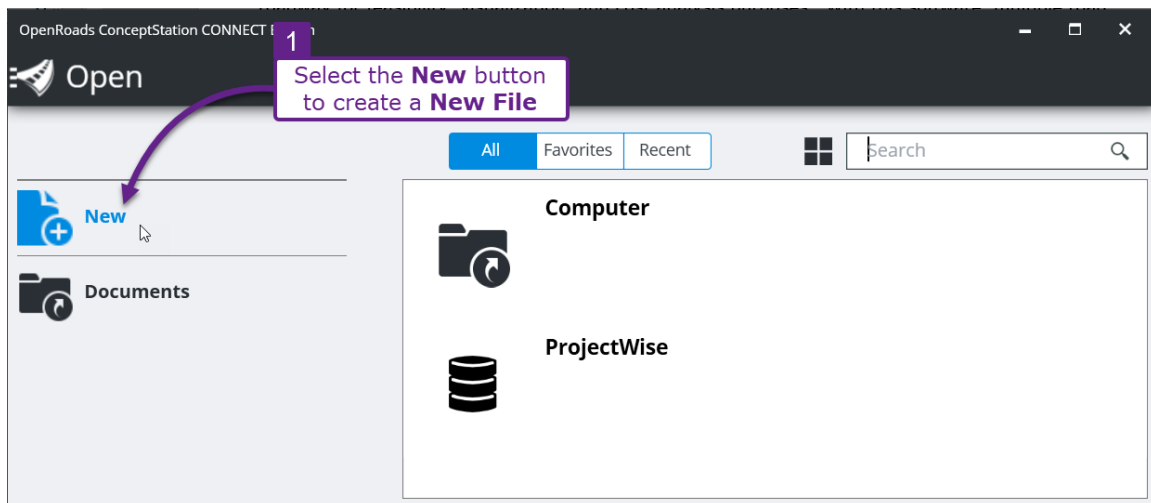 OpenRoads ConceptStation CONNECT E
1
Open
Select the New button
to create a New File
All
Favorites
Recent
Search
New
Computer
Documents
ProjectWise